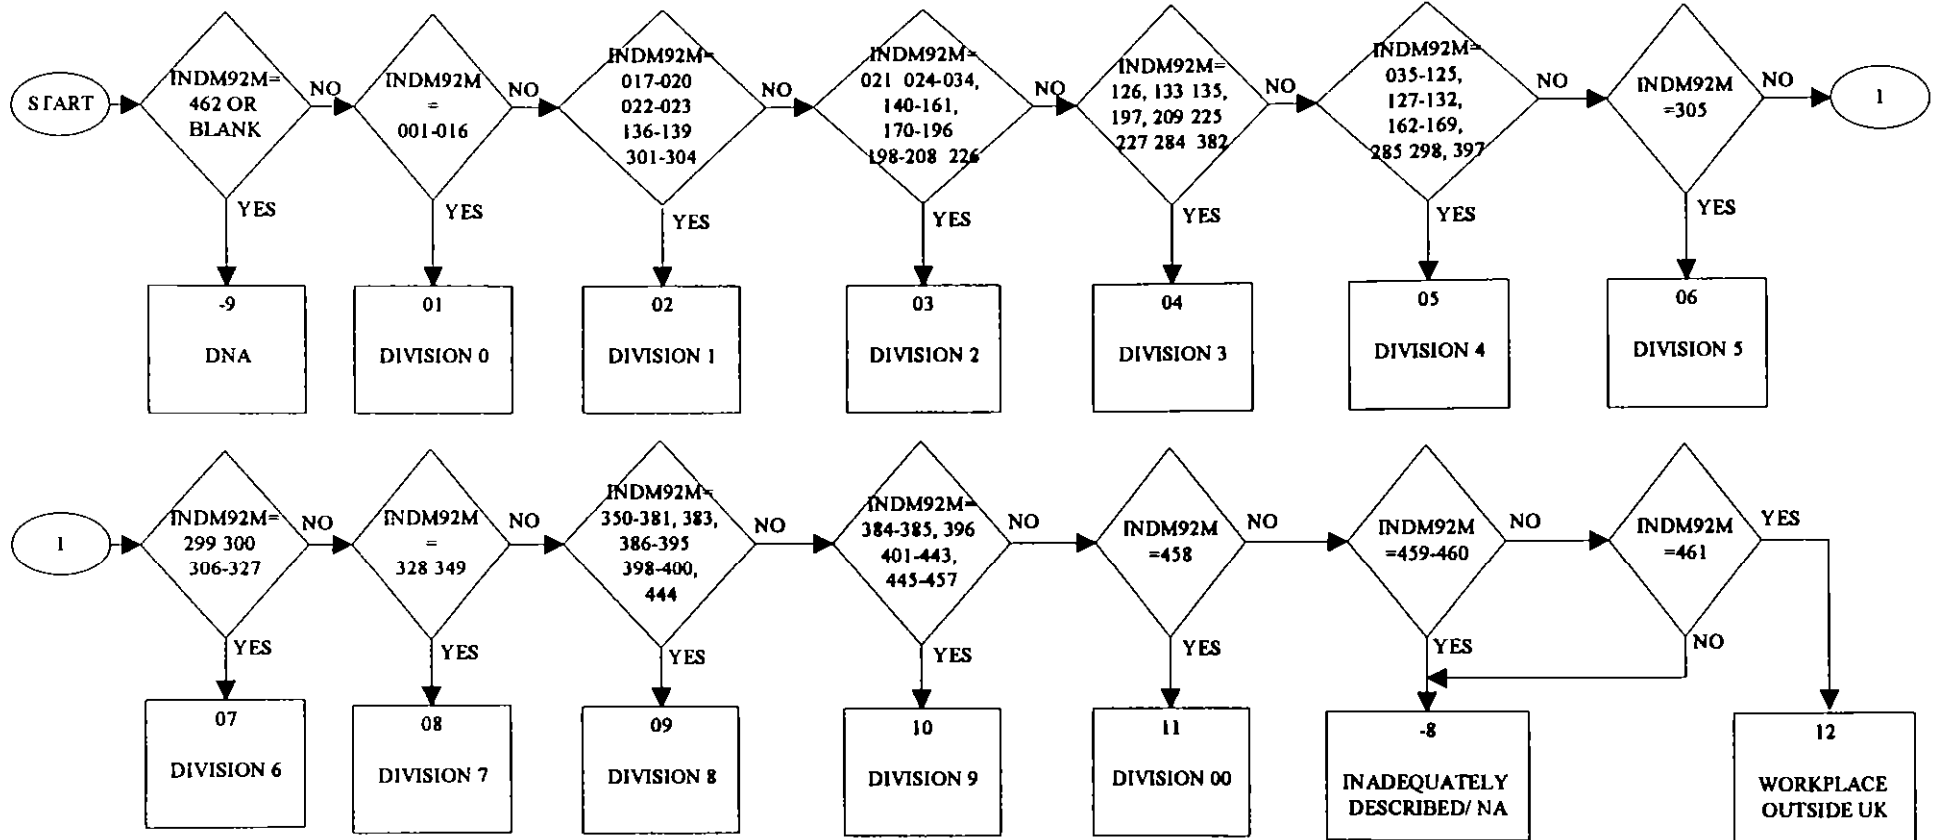 START
INDM92M=
462 OR
BLANK
NO
INDM92M
=
001-016
NO
INDM92M=
017-020
022-023
136-139
301-304
NO
INDM92M=
021 024-034,
140-161,
170-196
198-208 226
NO
INDM92M=
126, 133 135,
197, 209 225
227 284 382
NO
INDM92M=
035-125,
127-132,
162-169,
285 298, 397
NO
INDM92M
=305
NO
1
YES
YES
YES
YES
YES
YES
YES
-9
DNA
01
DIVISION 0
02
DIVISION 1
03
DIVISION 2
04
DIVISION 3
05
DIVISION 4
06
DIVISION 5
1
INDM92M=
299 300
306-327
NO
INDM92M
=
328 349
NO
INDM92M=
350-381, 383,
386-395
398-400,
444
NO
INDM92M=
384-385, 396
401-443,
445-457
NO
INDM92M
=458
NO
INDM92M
=459-460
NO
INDM92M
=461
YES
YES
YES
YES
YES
YES
YES
NO
07
DIVISION 6
08
DIVISION 7
09
DIVISION 8
10
DIVISION 9
11
DIVISION 00
-8
INADEQUATELY
DESCRIBED/ NA
12
WORKPLACE
OUTSIDE UK